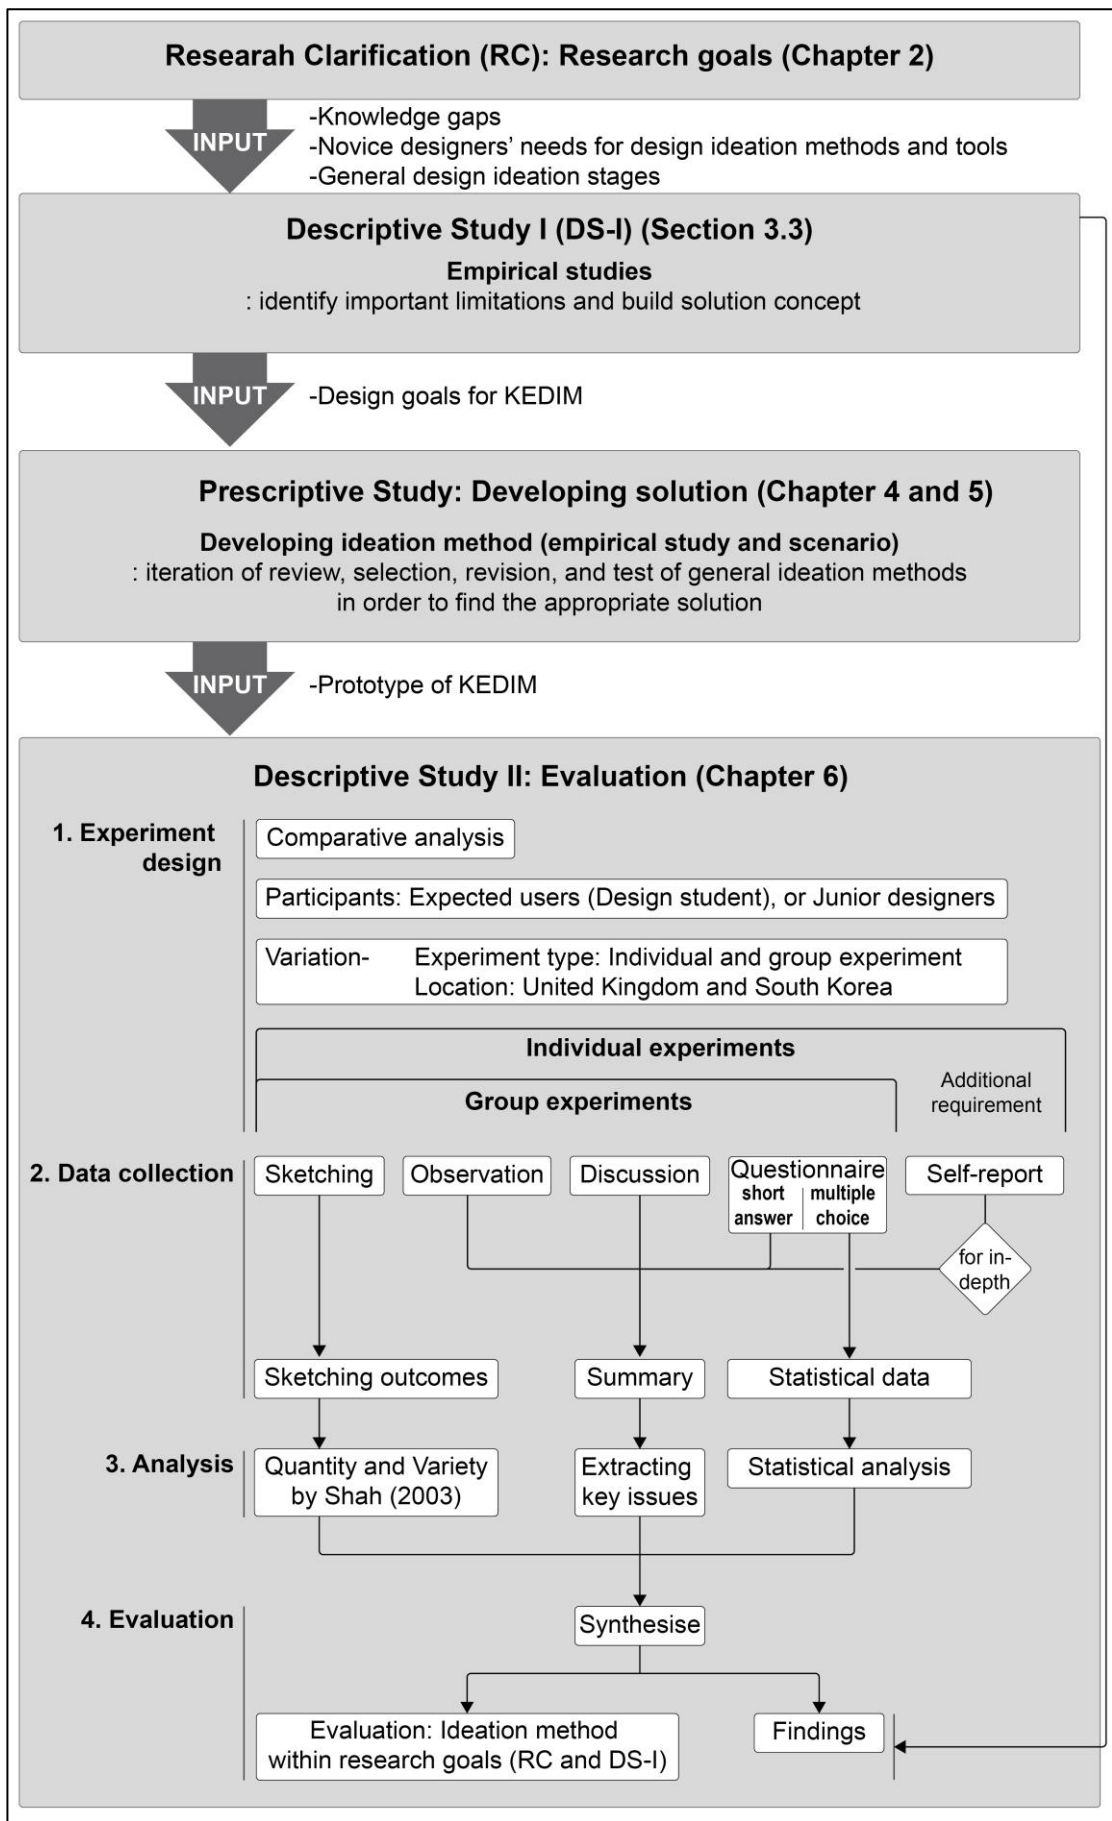 Researah Clarification (RC): Research goals (Chapter 2)
INPUT
-Knowledge gaps
-Novice designers’ needs for design ideation methods and tools
-General design ideation stages
Descriptive Study I (DS-I) (Section 3.3)
Empirical studies
: identify important limitations and build solution concept
INPUT
-Design goals for KEDIM
Prescriptive Study: Developing solution (Chapter 4 and 5)
Developing ideation method (empirical study and scenario)
: iteration of review, selection, revision, and test of general ideation methods
in order to find the appropriate solution
INPUT
-Prototype of KEDIM
Descriptive Study II: Evaluation (Chapter 6)
1. Experiment
design
Comparative analysis
Participants: Expected users (Design student), or Junior designers
Variation- Experiment type: Individual and group experiment
Location: United Kingdom and South Korea
Individual experiments
Group experiments
Additional
requirement
2. Data collection
Sketching
Observation
Discussion
Questionnaire
short
answer
multiple
choice
Self-report
for in-
depth
Sketching outcomes
Summary
Statistical data
3. Analysis
Quantity and Variety
by Shah (2003)
Extracting
key issues
Statistical analysis
4. Evaluation
Synthesise
Evaluation: Ideation method
within research goals (RC and DS-I)
Findings